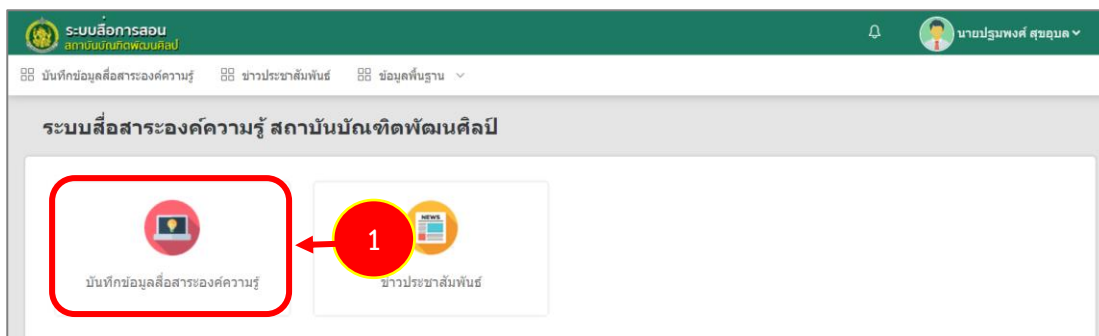 ระบบสื่อการสอน
สถาบันบัณฑิตพัฒนศิลป์
นายปฐมพงศ์ สุขอุบล
บันทึกข้อมูลสื่อสาระองค์ความรู้ ข่าวประชาสัมพันธ์ ข้อมูลพื้นฐาน
ระบบสื่อสาระองค์ความรู้ สถาบันบัณฑิตพัฒนศิลป์
NEWS
1
บันทึกข้อมูลสื่อสาระองค์ความรู้ ข่าวประชาสัมพันธ์